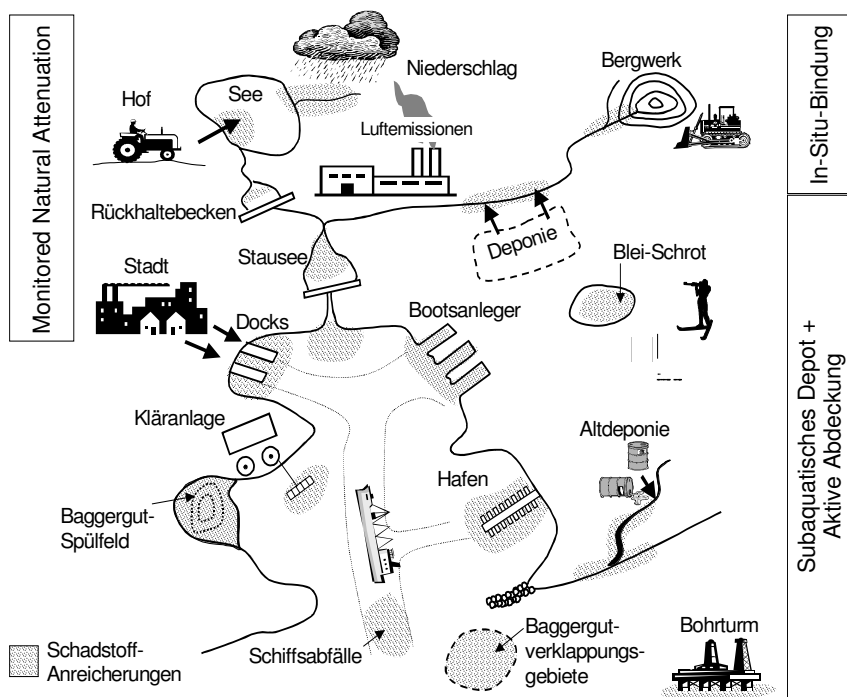 Monitored Natural Attenuation
In-Situ-Bindung
Subaquatisches Depot +
Aktive Abdeckung
Niederschlag
Bergwerk
Hof
See
Luftemissionen
Rückhaltebecken
Deponie
Stausee
Blei-Schrot
Stadt
Bootsanleger
Docks
Kläranlage
Altdeponie
Hafen
Baggergut-
Spülfeld
Schadstoff-
Anreicherungen
Schiffsabfälle
Baggergut-
verklappungs-
gebiete
Bohrturm